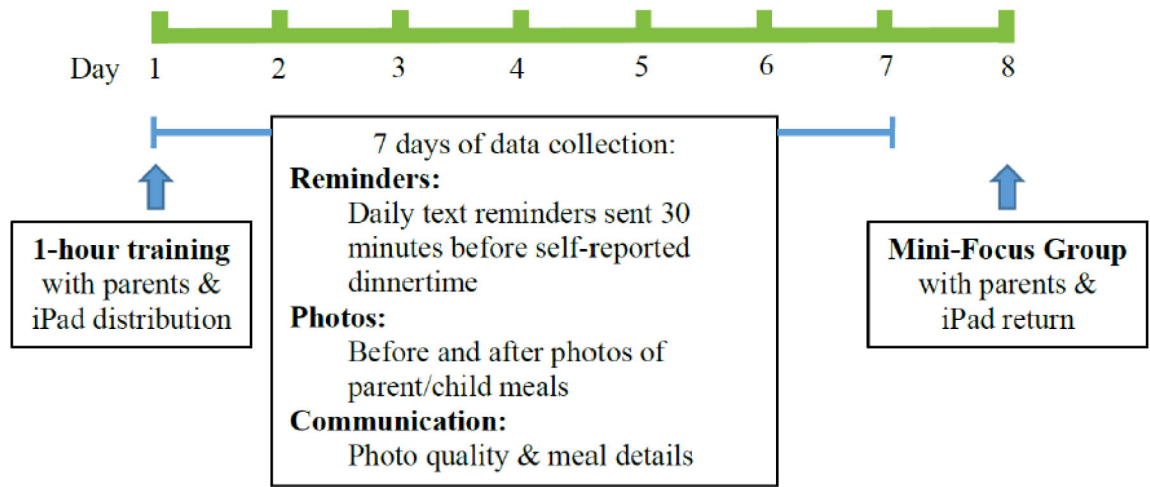 Day 1 2 3 4 5 6 7 8
1-hour training
with parents &
iPad distribution
7 days of data collection:
Reminders:
Daily text reminders sent 30
minutes before self-reported
dinnertime
Photos:
Before and after photos of
parent/child meals
Communication:
Photo quality & meal details
Mini-Focus Group
with parents &
iPad return